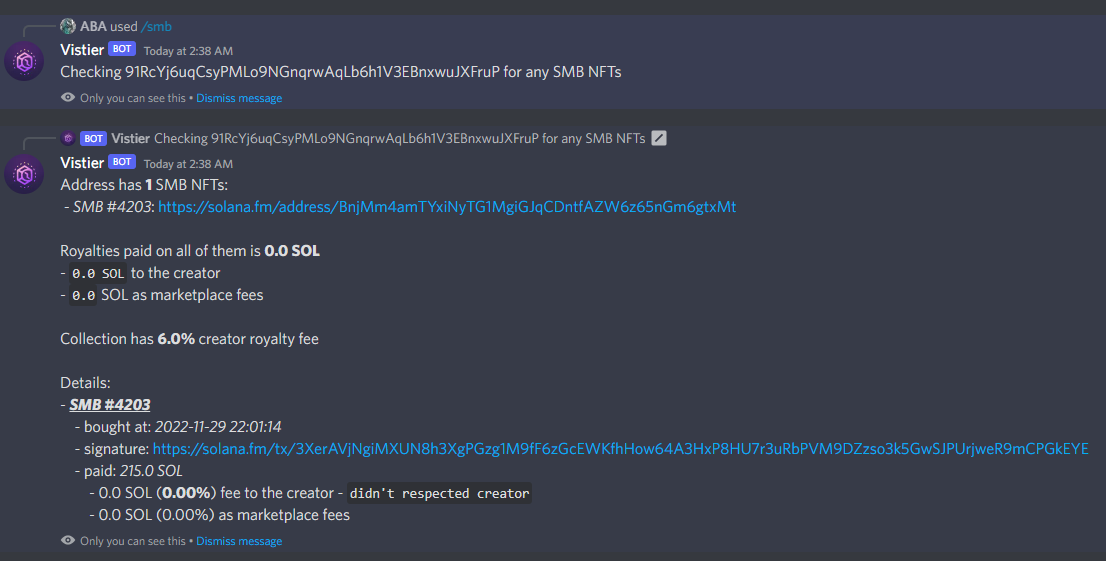 ABA used /smb
Vistier BOT Today at 2:38 AM
Checking 91RcYj6uqCsyPMLo9NGnqrwAqLb6h1V3EBnxwuJXFruP for any SMB NFTs
Only you can see this • Dismiss message
BOT Vistier Checking 91RcYj6uqCsyPMLo9NGnqrwAqLb6h1V3EBnxwuJXFruP for any SMB NFTs
Vistier BOT Today at 2:38 AM
Address has 1 SMB NFTs:
- SMB #4203: https://solana.fm/address/BnjMm4amTYxiNyTG1MgiGJqCDntfAZW6z65nGm6gtxMt
Royalties paid on all of them is 0.0 SOL
- 0.0 SOL to the creator
- 0.0 SOL as marketplace fees
Collection has 6.0% creator royalty fee
Details:
- SMB #4203
- bought at: 2022-11-29 22:01:14
- signature: https://solana.fm/tx/3XerAVjNgiMXUN8h3XgPGzg1M9fF6zGcEWKfhHow64A3HxP8HU7r3uRbPVM9DZzso3k5GwSJPUrjweR9mCPGkEYE
- paid: 215.0 SOL
- 0.0 SOL (0.00%) fee to the creator - didn't respected creator
- 0.0 SOL (0.00%) as marketplace fees
Only you can see this • Dismiss message